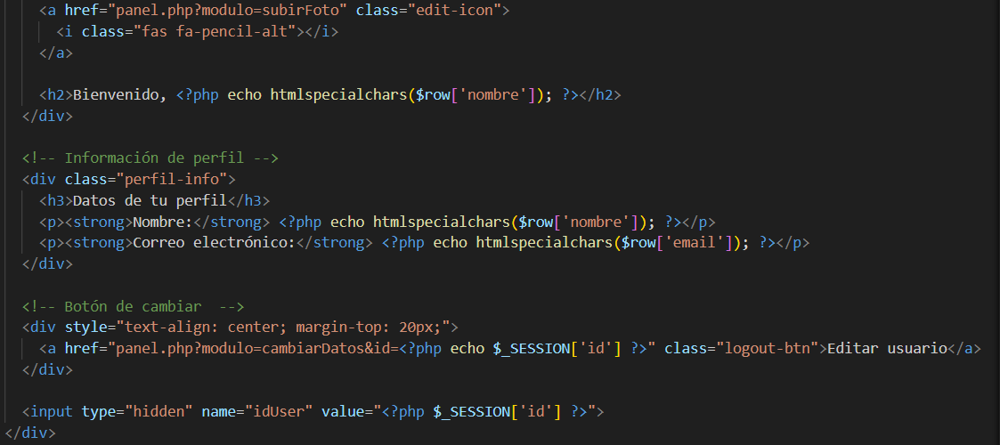 <a href="panel.php?modulo=subirFoto" class="edit-icon">
<i class="fas fa-pencil-alt"></i>
</a>
<h2>Bienvenido, <?php echo htmlspecialchars($row['nombre']); ?></h2>
</div>
<!-- Información de perfil -->
<div class="perfil-info">
<h3>Datos de tu perfil</h3>
<p><strong>Nombre:</strong> <?php echo htmlspecialchars($row['nombre']); ?></p>
<p><strong>Correo electrónico:</strong> <?php echo htmlspecialchars($row['email']); ?></p>
</div>
<!-- Botón de cambiar  -->
<div style="text-align: center; margin-top: 20px;">
<a href="panel.php?modulo=cambiarDatos&id=<?php echo $_SESSION['id'] ?>" class="logout-btn">Editar usuario</a>
</div>
<input type="hidden" name="idUser" value="<?php $_SESSION['id'] ?>">
</div>